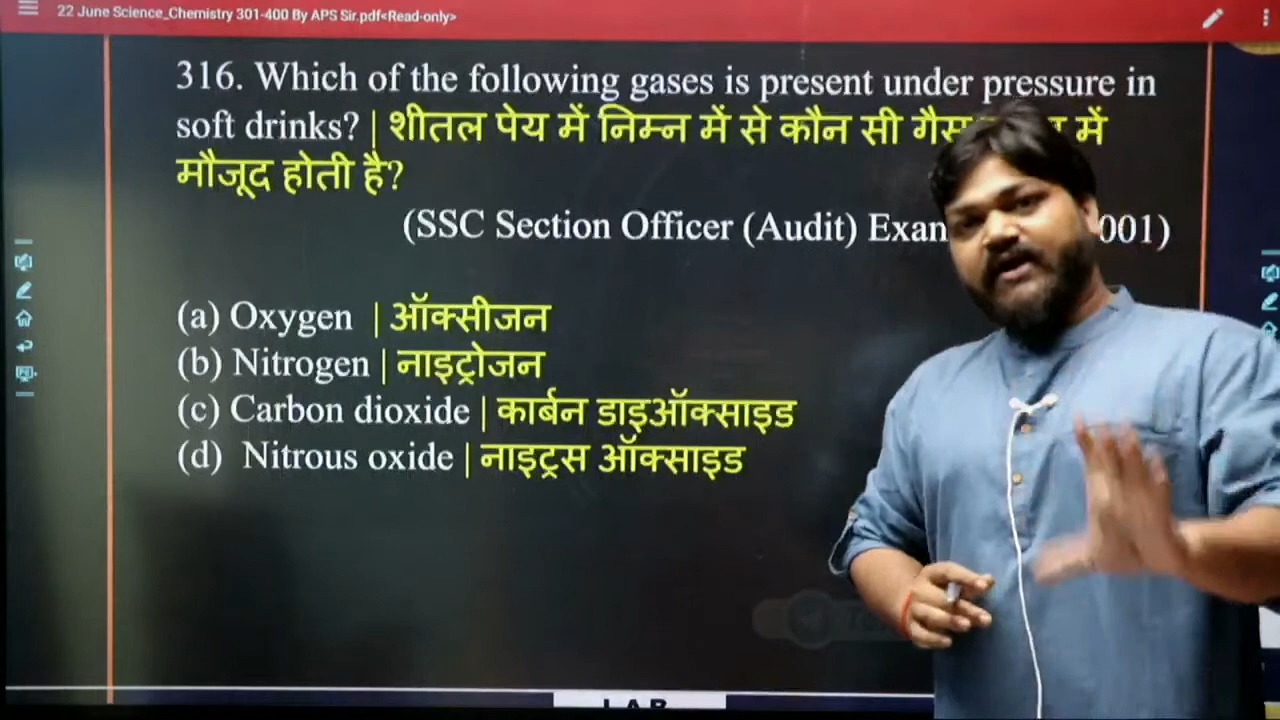 22 June Science_Chemistry 301-400 By APS Sir.pdf<Read-only>
316. Which of the following gases is present under pressure in
soft drinks? | शीतल पेय में निम्न में से कौन सी गैस में
मौजूद होती है?
(SSC Section Officer (Audit) Exam 001)
(a) Oxygen | ऑक्सीजन
(b) Nitrogen | नाइट्रोजन
(c) Carbon dioxide | कार्बन डाइऑक्साइड
(d) Nitrous oxide | नाइट्रस ऑक्साइड